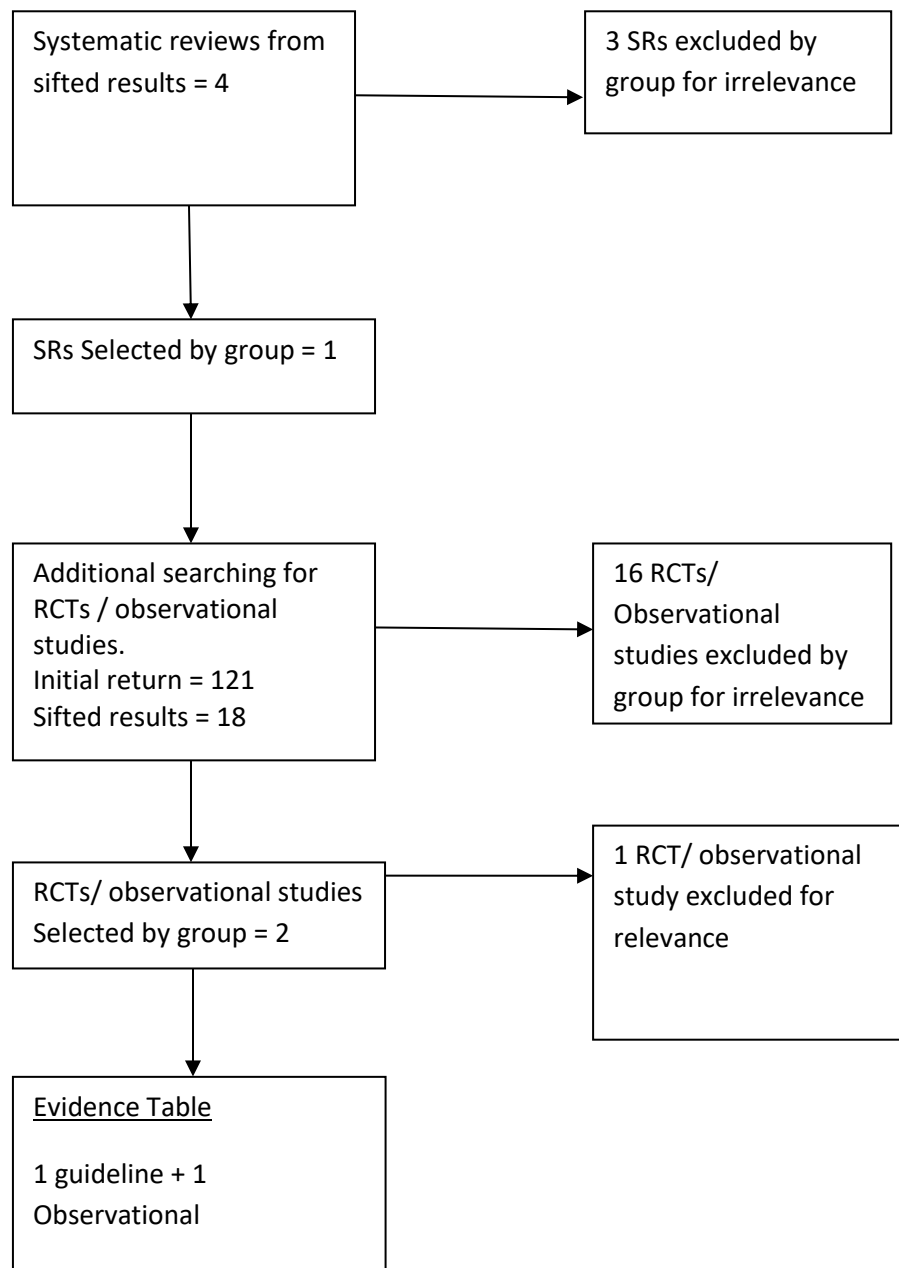 Systematic reviews from
sifted results = 4
3 SRs excluded by
group for irrelevance
SRs Selected by group = 1
Additional searching for
RCTs / observational
studies.
Initial return = 121
Sifted results = 18
16 RCTs/
Observational
studies excluded by
group for irrelevance
RCTs/ observational studies
Selected by group = 2
1 RCT/ observational
study excluded for
relevance
Evidence Table
1 guideline + 1
Observational